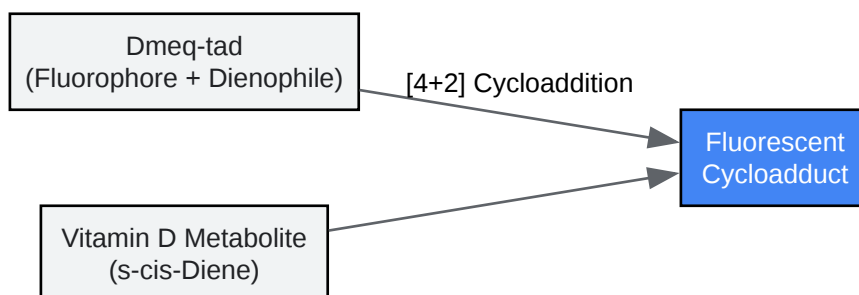 Dmeq-tad
(Fluorophore + Dienophile)
[4+2] Cycloaddition
Fluorescent
Cycloadduct
Vitamin D Metabolite
(s-cis-Diene)